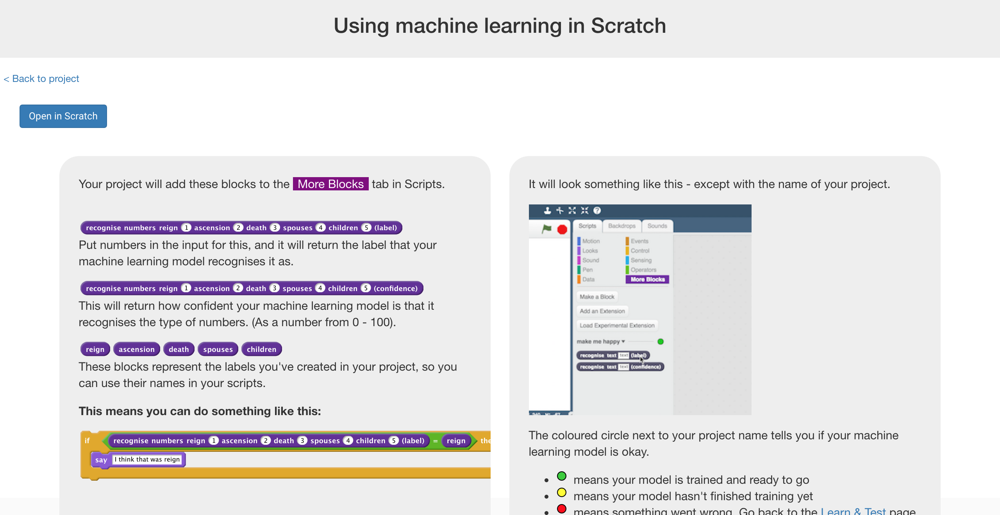 Using machine learning in Scratch
< Back to project
Open in Scratch
Your project will add these blocks to the More Blocks tab in Scripts.
recognise numbers reign 1 ascension 2 death 3 spouses 4 children 5 (label)
Put numbers in the input for this, and it will return the label that your
machine learning model recognises it as.
recognise numbers reign 1 ascension 2 death 3 spouses 4 children 5 (confidence)
This will return how confident your machine learning model is that it
recognises the type of numbers. (As a number from 0 - 100).
reign ascension death spouses children
These blocks represent the labels you've created in your project, so you
can use their names in your scripts.
This means you can do something like this:
if recognise numbers reign 1 ascension 2 death 3 spouses 4 children 5 (label) = reign the
say I think that was reign
It will look something like this - except with the name of your project.
Scripts Backdrops Sounds
Motion Events
Looks Control
Sound Sensing
Pen Operators
Data More Blocks
Make a Block
Add an Extension
Load Experimental Extension
make me happy
recognise text text (label)
recognise text text (confidence)
The coloured circle next to your project name tells you if your machine
learning model is okay.
means your model is trained and ready to go
means your model hasn't finished training yet
means something went wrong. Go back to the Learn & Test page